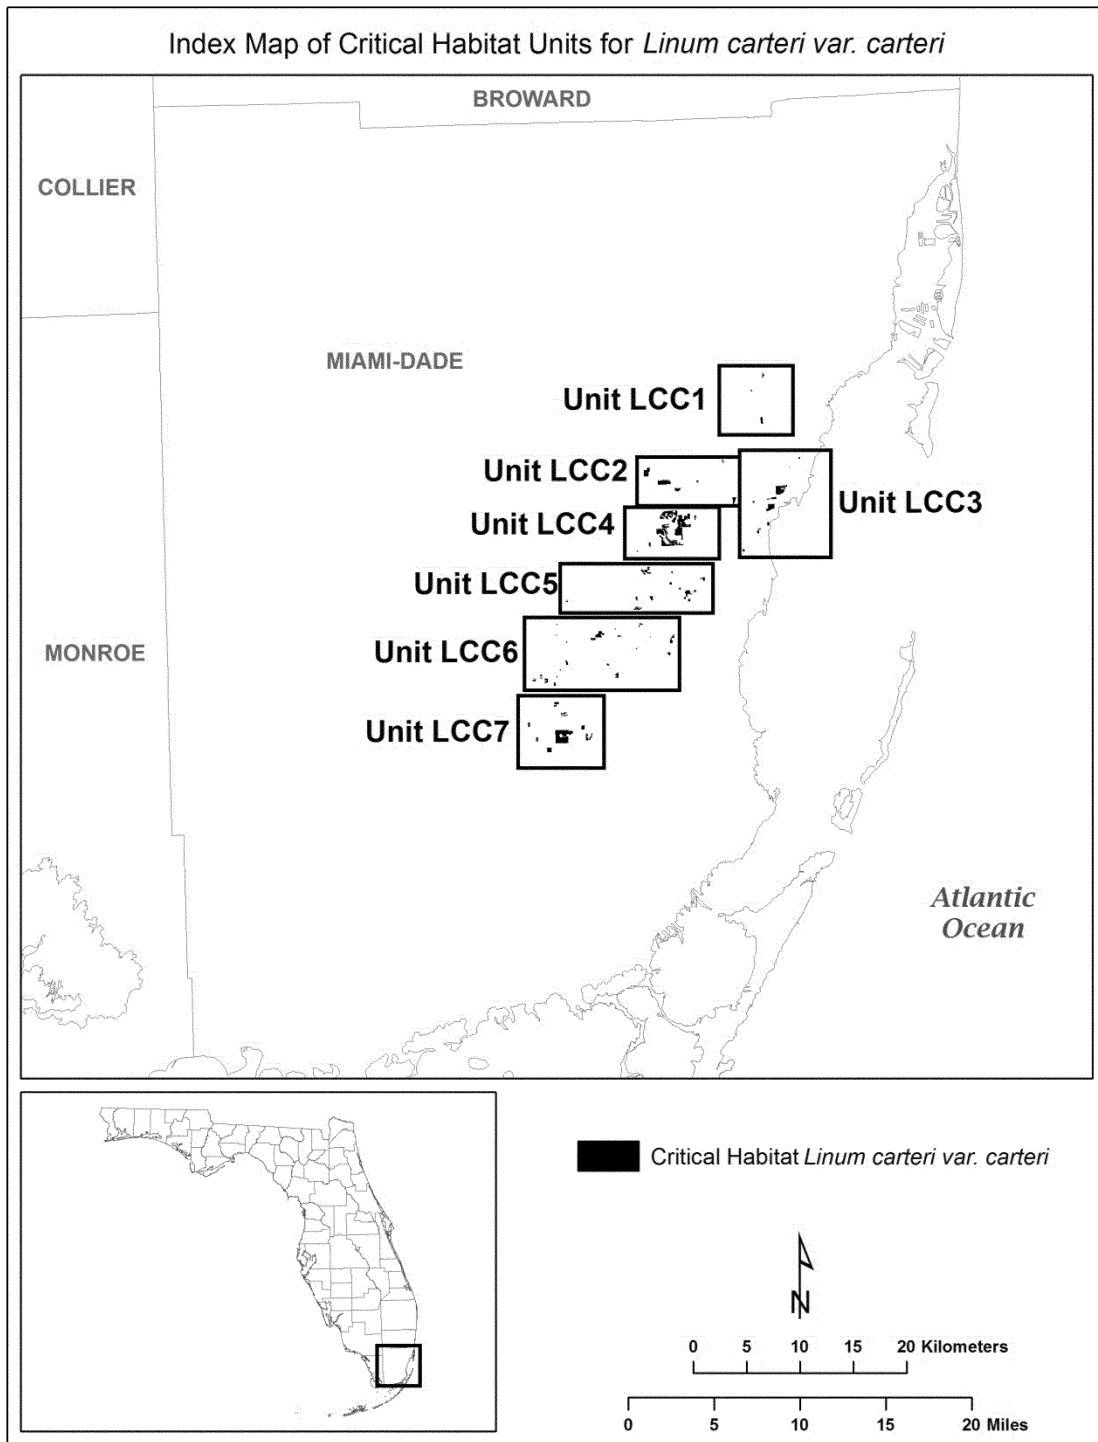 Index Map of Critical Habitat Units for Linum carteri var. carteri
BROWARD
COLLIER
MIAMI-DADE
Unit LCC1
Unit LCC2
Unit LCC3
Unit LCC4
Unit LCC5
Unit LCC6
MONROE
Unit LCC7
Atlantic
Ocean
Critical Habitat Linum carteri var. carteri
N
0 5 10 15 20 Kilometers
0 5 10 15 20 Miles